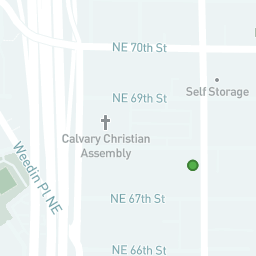 NE 70th St
NE 69th St
Self Storage
Calvary Christian
Assembly
Weedin Pl NE
NE 67th St
NE 66th St